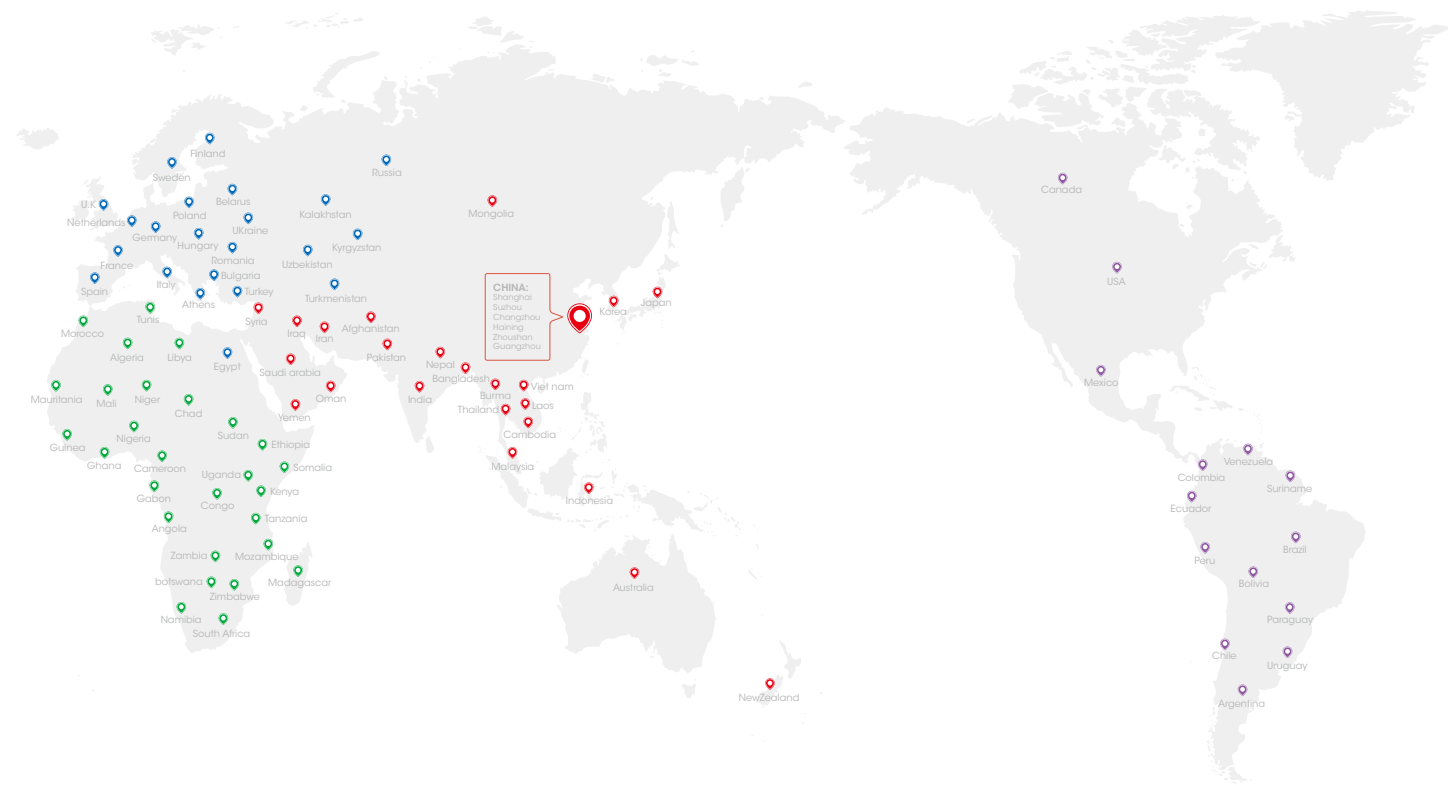 Finland
Russia
Sweden
Canada
Belarus
U.K
Poland
Kalakhstan
Mongolia
Netherlands
UKraine
Germany
Hungary
Kyrgyzstan
Romania
France
Uzbekistan
Bulgaria
USA
Italy
Spain
Turkey
Turkmenistan
Athens
CHINA:
Shanghai
Suzhou
Changzhou
Haining
Zhoushan
Guangzhou
Japan
Korea
Tunis
Syria
Morocco
Iraq
Iran
Afghanistan
Algeria
Libya
Pakistan
Egypt
Nepal
Saudi arabia
Bangladesh
Mexico
Viet nam
Mauritania
Mali
Niger
Oman
India
Burma
Chad
Laos
Thailand
Yemen
Sudan
Cambodia
Nigeria
Guinea
Ethiopia
Ghana
Cameroon
Somalia
Malaysia
Venezuela
Uganda
Colombia
Suriname
Gabon
Kenya
Congo
Indonesia
Ecuador
Tanzania
Angola
Zambia
Mozambique
Brazil
Peru
botswana
Madagascar
Bolivia
Australia
Zimbabwe
Namibia
Paraguay
South Africa
Chile
Uruguay
NewZealand
Argentina